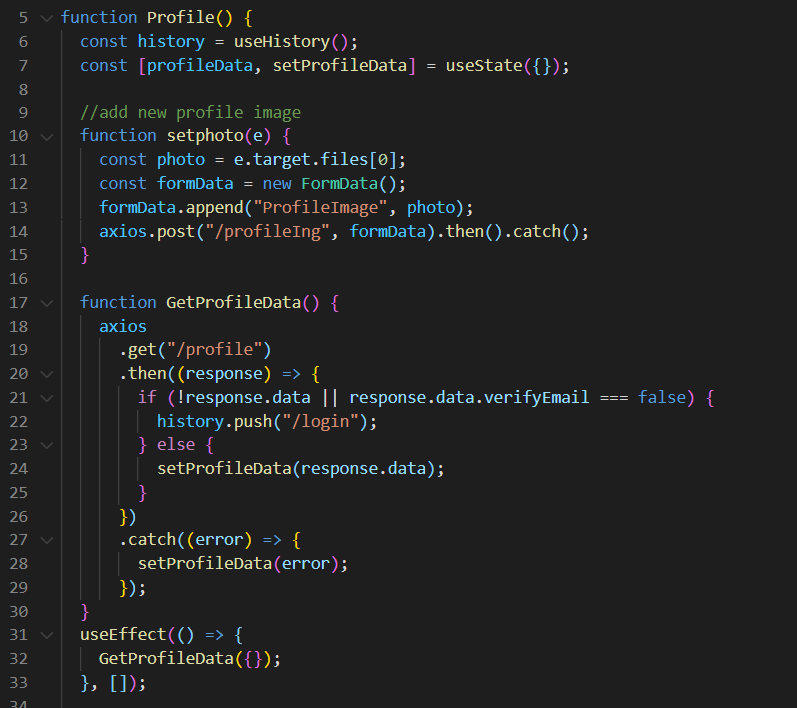 5 function Profile() {
6 const history = useHistory();
7 const [profileData, setProfileData] = useState({});
8
9 //add new profile image
10 function setphoto(e) {
11 const photo = e.target.files[0];
12 const formData = new FormData();
13 formData.append("ProfileImage", photo);
14 axios.post("/profileIng", formData).then().catch();
15 }
16
17 function GetProfileData() {
18 axios
19 .get("/profile")
20 .then((response) => {
21 if (!response.data || response.data.verifyEmail === false) {
22 history.push("/login");
23 } else {
24 setProfileData(response.data);
25 }
26 })
27 .catch((error) => {
28 setProfileData(error);
29 });
30 }
31 useEffect(() => {
32 GetProfileData({});
33 }, []);
34